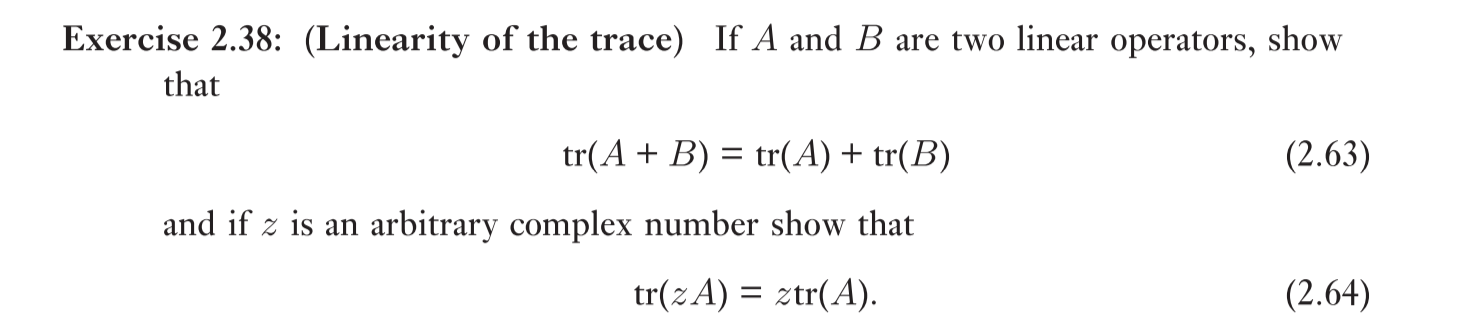 Exercise 2.38: (Linearity of the trace) If A and B are two linear operators, show
that
tr(A + B) = tr(A) + tr(B) (2.63)
and if z is an arbitrary complex number show that
tr(zA) = ztr(A). (2.64)